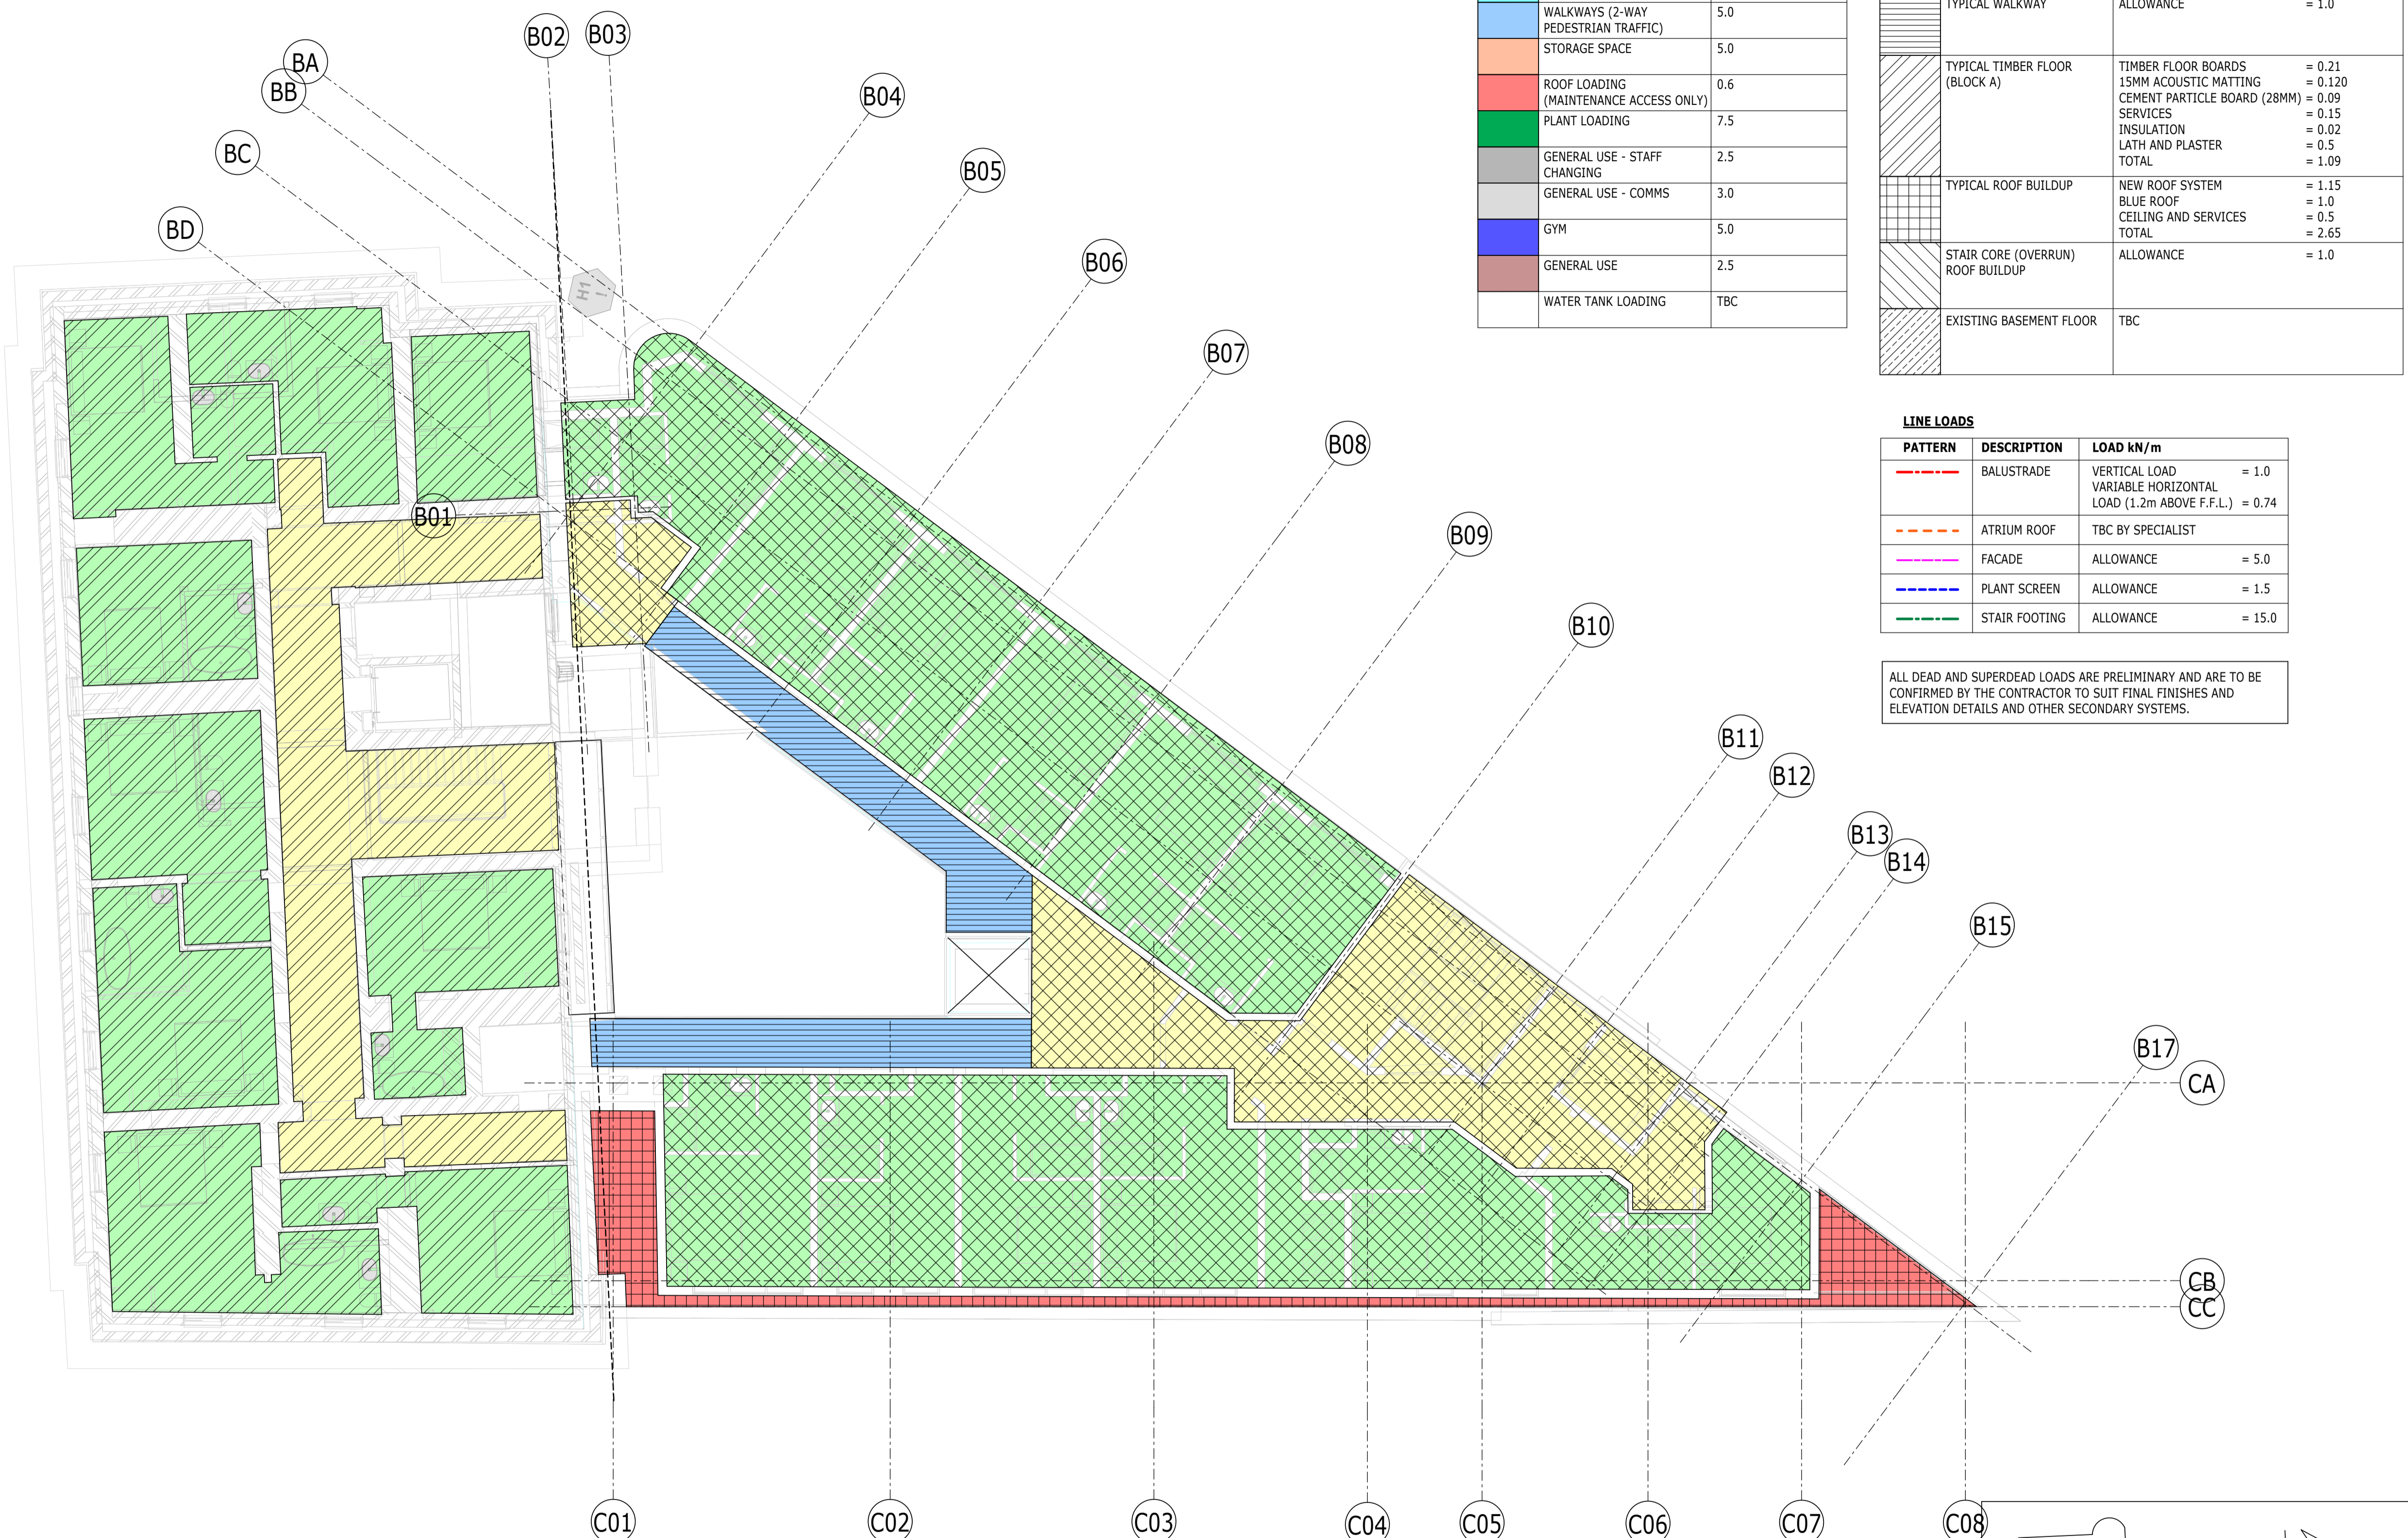 WALKWAYS (2-WAY 5.0
PEDESTRIAN TRAFFIC)
STORAGE SPACE 5.0
ROOF LOADING 0.6
(MAINTENANCE ACCESS ONLY)
PLANT LOADING 7.5
GENERAL USE - STAFF 2.5
CHANGING
GENERAL USE - COMMS 3.0
GYM 5.0
GENERAL USE 2.5
WATER TANK LOADING TBC
TYPICAL WALKWAY ALLOWANCE = 1.0
TYPICAL TIMBER FLOOR TIMBER FLOOR BOARDS = 0.21
(BLOCK A) 15MM ACOUSTIC MATTING = 0.120
CEMENT PARTICLE BOARD (28MM) = 0.09
SERVICES = 0.15
INSULATION = 0.02
LATH AND PLASTER = 0.5
TOTAL = 1.09
TYPICAL ROOF BUILDUP NEW ROOF SYSTEM = 1.15
BLUE ROOF = 1.0
CEILING AND SERVICES = 0.5
TOTAL = 2.65
STAIR CORE (OVERRUN) ALLOWANCE = 1.0
ROOF BUILDUP
EXISTING BASEMENT FLOOR TBC
LINE LOADS
PATTERN DESCRIPTION LOAD kN/m
BALUSTRADE VERTICAL LOAD = 1.0
VARIABLE HORIZONTAL
LOAD (1.2m ABOVE F.F.L.) = 0.74
ATRIUM ROOF TBC BY SPECIALIST
FACADE ALLOWANCE = 5.0
PLANT SCREEN ALLOWANCE = 1.5
STAIR FOOTING ALLOWANCE = 15.0
ALL DEAD AND SUPERDEAD LOADS ARE PRELIMINARY AND ARE TO BE
CONFIRMED BY THE CONTRACTOR TO SUIT FINAL FINISHES AND
ELEVATION DETAILS AND OTHER SECONDARY SYSTEMS.
B02
B03
BA
BB
B04
BC
B05
BD
B06
H1
!
B07
B08
B01
B09
B10
B11
B12
B13
B14
B15
B17
CA
CB
CC
C01
C02
C03
C04
C05
C06
C07
C08